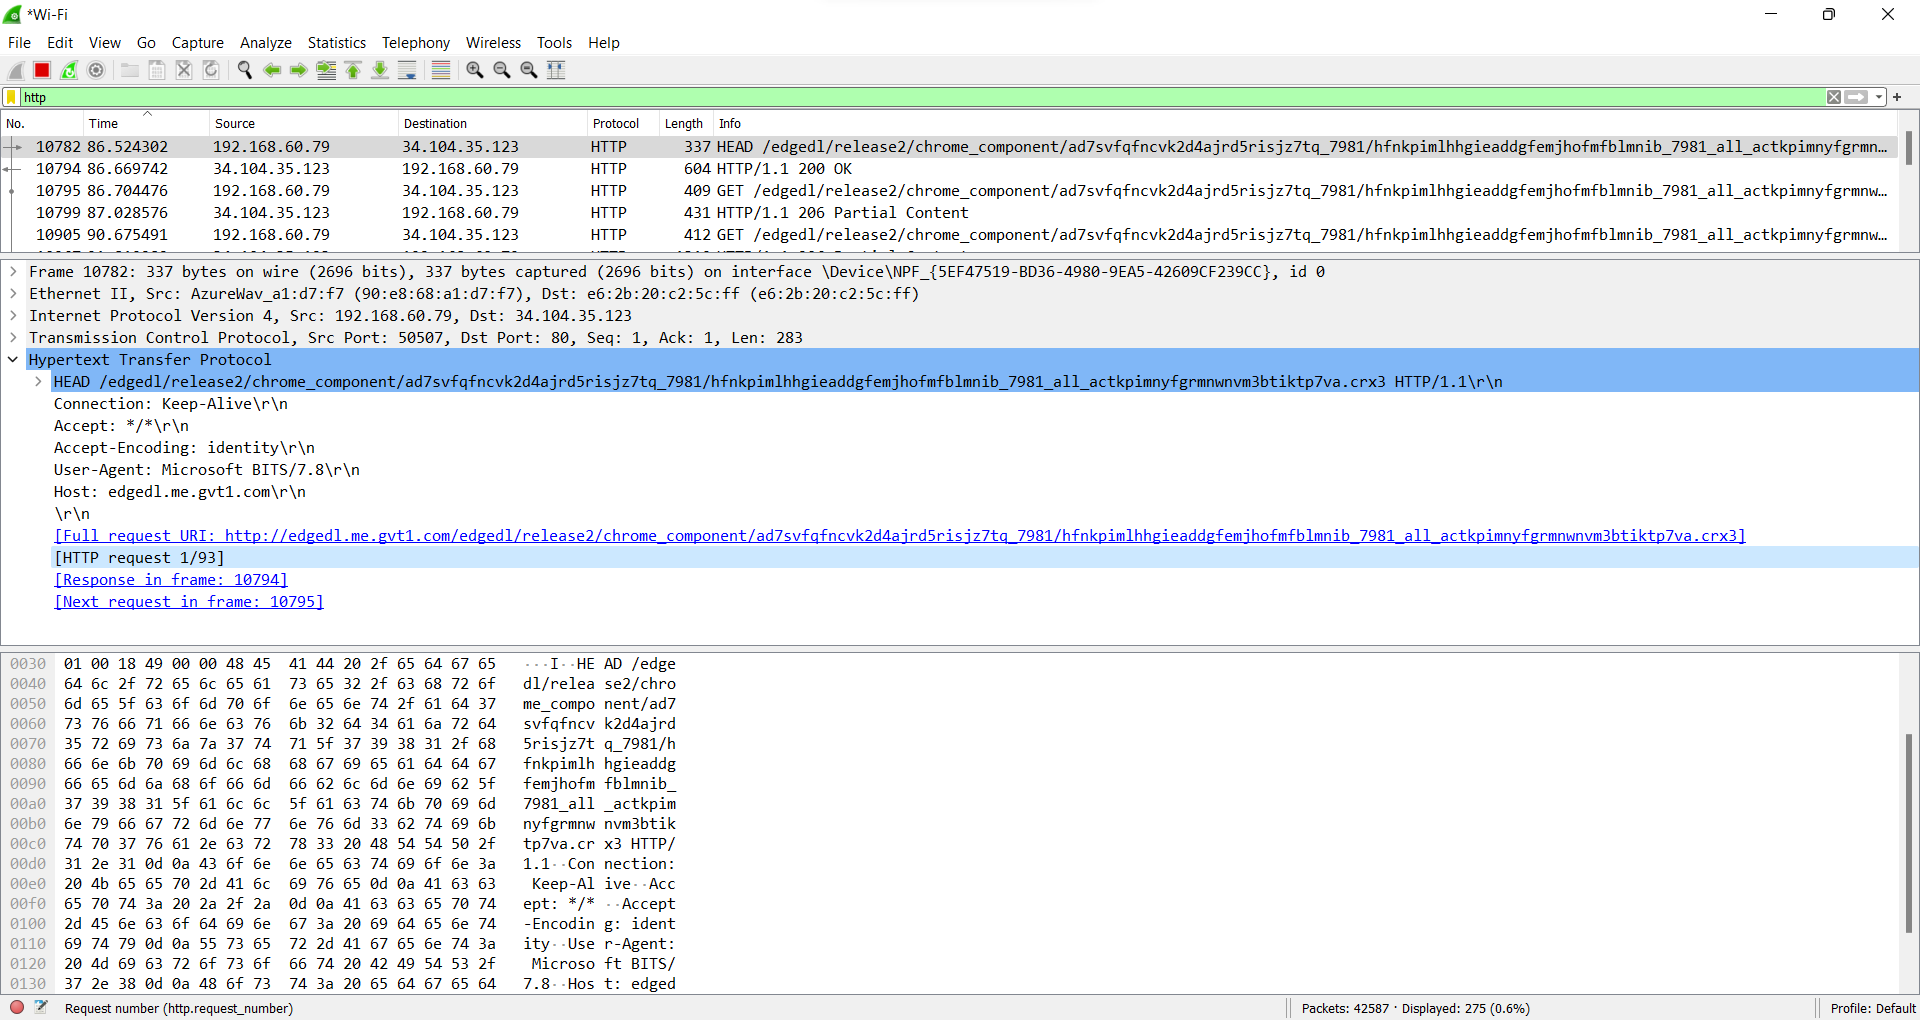 *Wi-Fi
File Edit View Go Capture Analyze Statistics Telephony Wireless Tools Help
http
No. Time Source Destination Protocol Length Info
10782 86.524302 192.168.60.79 34.104.35.123 HTTP 337 HEAD /edgedl/release2/chrome_component/ad7svfqfncvk2d4ajrd5risjz7tq_7981/hfnkpimlhhgieaddgfemjhofmfblmnib_7981_all_actkpimnyfgrmn...
10794 86.669742 34.104.35.123 192.168.60.79 HTTP 604 HTTP/1.1 200 OK
10795 86.704476 192.168.60.79 34.104.35.123 HTTP 409 GET /edgedl/release2/chrome_component/ad7svfqfncvk2d4ajrd5risjz7tq_7981/hfnkpimlhhgieaddgfemjhofmfblmnib_7981_all_actkpimnyfgrmnw...
10799 87.028576 34.104.35.123 192.168.60.79 HTTP 431 HTTP/1.1 206 Partial Content
10905 90.675491 192.168.60.79 34.104.35.123 HTTP 412 GET /edgedl/release2/chrome_component/ad7svfqfncvk2d4ajrd5risjz7tq_7981/hfnkpimlhhgieaddgfemjhofmfblmnib_7981_all_actkpimnyfgrmnw...
Frame 10782: 337 bytes on wire (2696 bits), 337 bytes captured (2696 bits) on interface \Device\NPF_{5EF47519-BD36-4980-9EA5-42609CF239CC}, id 0
Ethernet II, Src: AzureWav_a1:d7:f7 (90:e8:68:a1:d7:f7), Dst: e6:2b:20:c2:5c:ff (e6:2b:20:c2:5c:ff)
Internet Protocol Version 4, Src: 192.168.60.79, Dst: 34.104.35.123
Transmission Control Protocol, Src Port: 50507, Dst Port: 80, Seq: 1, Ack: 1, Len: 283
Hypertext Transfer Protocol
HEAD /edgedl/release2/chrome_component/ad7svfqfncvk2d4ajrd5risjz7tq_7981/hfnkpimlhhgieaddgfemjhofmfblmnib_7981_all_actkpimnyfgrmnwnvm3btiktp7va.crx3 HTTP/1.1\r\n
Connection: Keep-Alive\r\n
Accept: */*\r\n
Accept-Encoding: identity\r\n
User-Agent: Microsoft BITS/7.8\r\n
Host: edgedl.me.gvt1.com\r\n
\r\n
[Full request URI: http://edgedl.me.gvt1.com/edgedl/release2/chrome_component/ad7svfqfncvk2d4ajrd5risjz7tq_7981/hfnkpimlhhgieaddgfemjhofmfblmnib_7981_all_actkpimnyfgrmnwnvm3btiktp7va.crx3]
[HTTP request 1/93]
[Response in frame: 10794]
[Next request in frame: 10795]
0030 01 00 18 49 00 00 48 45 41 44 20 2f 65 64 67 65 ···I··HE AD /edge
0040 64 6c 2f 72 65 6c 65 61 73 65 32 2f 63 68 72 6f dl/relea se2/chro
0050 6d 65 5f 63 6f 6d 70 6f 6e 65 6e 74 2f 61 64 37 me_compo nent/ad7
0060 73 76 66 71 66 6e 63 76 6b 32 64 34 61 6a 72 64 svfqfncv k2d4ajrd
0070 35 72 69 73 6a 7a 37 74 71 5f 37 39 38 31 2f 68 5risjz7t q_7981/h
0080 66 6e 6b 70 69 6d 6c 68 68 67 69 65 61 64 64 67 fnkpimlh hgieaddg
0090 66 65 6d 6a 68 6f 66 6d 66 62 6c 6d 6e 69 62 5f femjhofm fblmnib_
00a0 37 39 38 31 5f 61 6c 6c 5f 61 63 74 6b 70 69 6d 7981_all _actkpim
00b0 6e 79 66 67 72 6d 6e 77 6e 76 6d 33 62 74 69 6b nyfgrmnw nvm3btik
00c0 74 70 37 76 61 2e 63 72 78 33 20 48 54 54 50 2f tp7va.cr x3 HTTP/
00d0 31 2e 31 0d 0a 43 6f 6e 6e 65 63 74 69 6f 6e 3a 1.1··Con nection:
00e0 20 4b 65 65 70 2d 41 6c 69 76 65 0d 0a 41 63 63 Keep-Al ive··Acc
00f0 65 70 74 3a 20 2a 2f 2a 0d 0a 41 63 63 65 70 74 ept: */* ··Accept
0100 2d 45 6e 63 6f 64 69 6e 67 3a 20 69 64 65 6e 74 -Encodin g: ident
0110 69 74 79 0d 0a 55 73 65 72 2d 41 67 65 6e 74 3a ity··Use r-Agent:
0120 20 4d 69 63 72 6f 73 6f 66 74 20 42 49 54 53 2f Microso ft BITS/
0130 37 2e 38 0d 0a 48 6f 73 74 3a 20 65 64 67 65 64 7.8··Hos t: edged
Request number (http.request_number) Packets: 42587 · Displayed: 275 (0.6%) Profile: Default